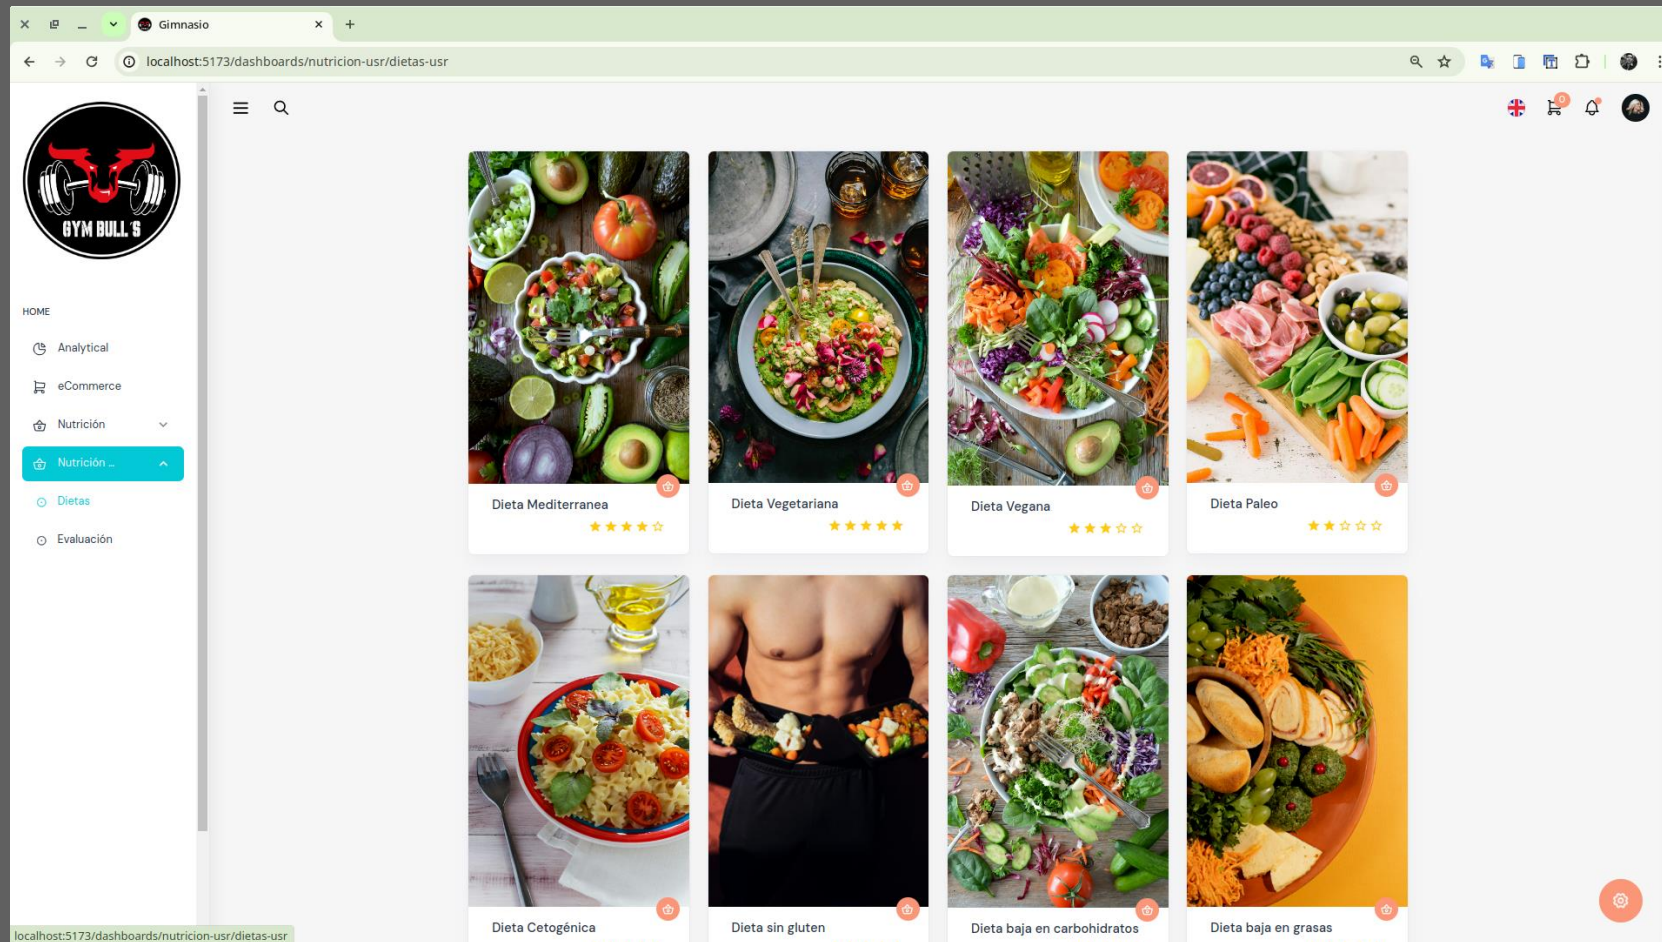 Gimnasio
localhost:5173/dashboards/nutricion-usr/dietas-usr
0
GYM BULL´S
HOME
Analytical
eCommerce
Nutrición
Nutrición ...
Dietas
Evaluación
Dieta Mediterranea
Dieta Vegetariana
Dieta Vegana
Dieta Paleo
Dieta Cetogénica
Dieta sin gluten
Dieta baja en carbohidratos
Dieta baja en grasas
localhost:5173/dashboards/nutricion-usr/dietas-usr